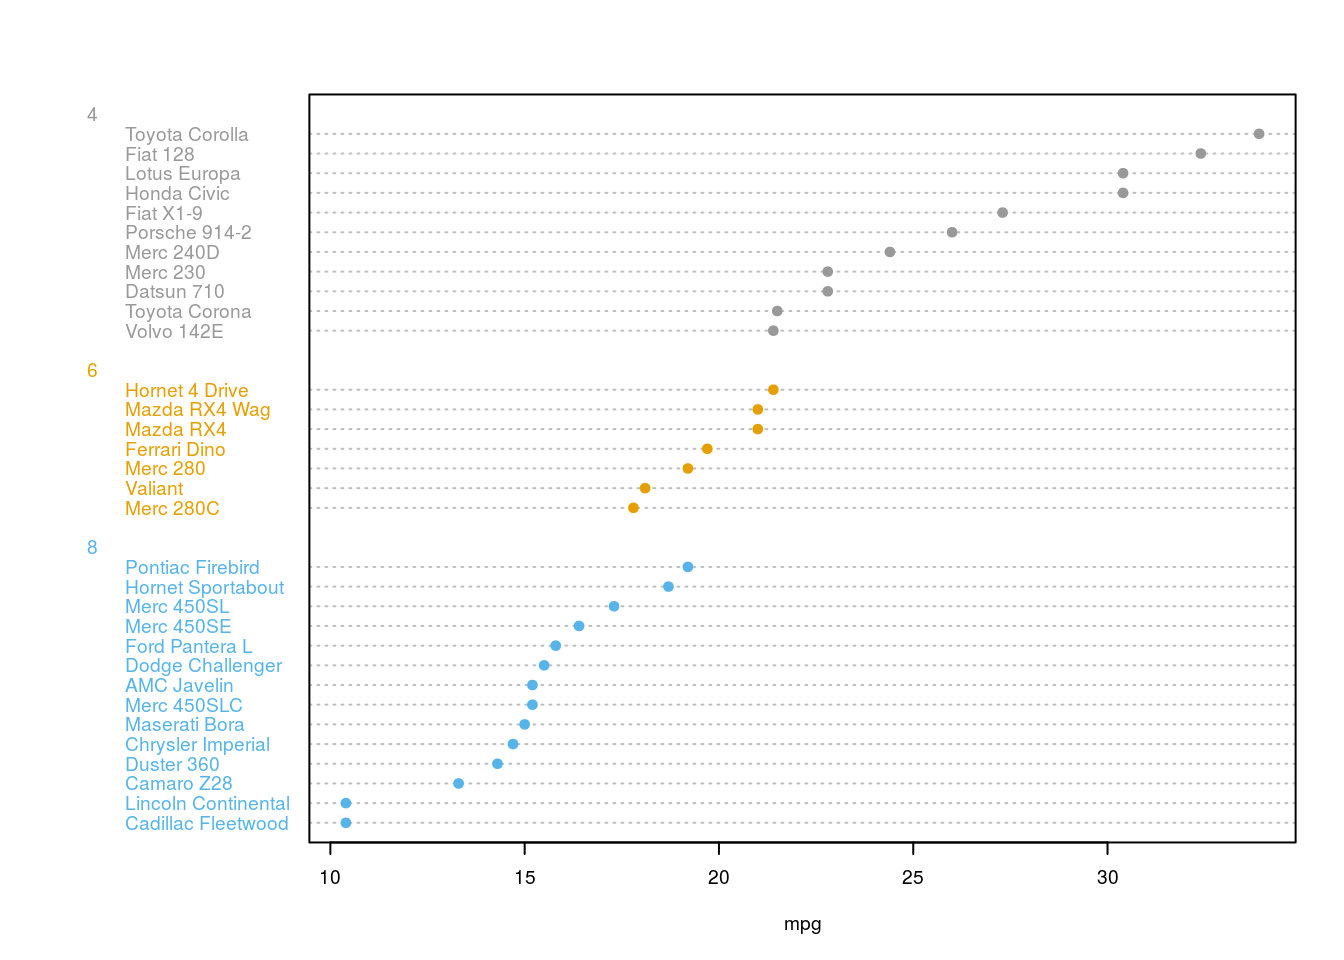 4
Toyota Corolla
Fiat 128
Lotus Europa
Honda Civic
Fiat X1-9
Porsche 914-2
Merc 240D
Merc 230
Datsun 710
Toyota Corona
Volvo 142E
6
Hornet 4 Drive
Mazda RX4 Wag
Mazda RX4
Ferrari Dino
Merc 280
Valiant
Merc 280C
8
Pontiac Firebird
Hornet Sportabout
Merc 450SL
Merc 450SE
Ford Pantera L
Dodge Challenger
AMC Javelin
Merc 450SLC
Maserati Bora
Chrysler Imperial
Duster 360
Camaro Z28
Lincoln Continental
Cadillac Fleetwood
10 15 20 25 30
mpg